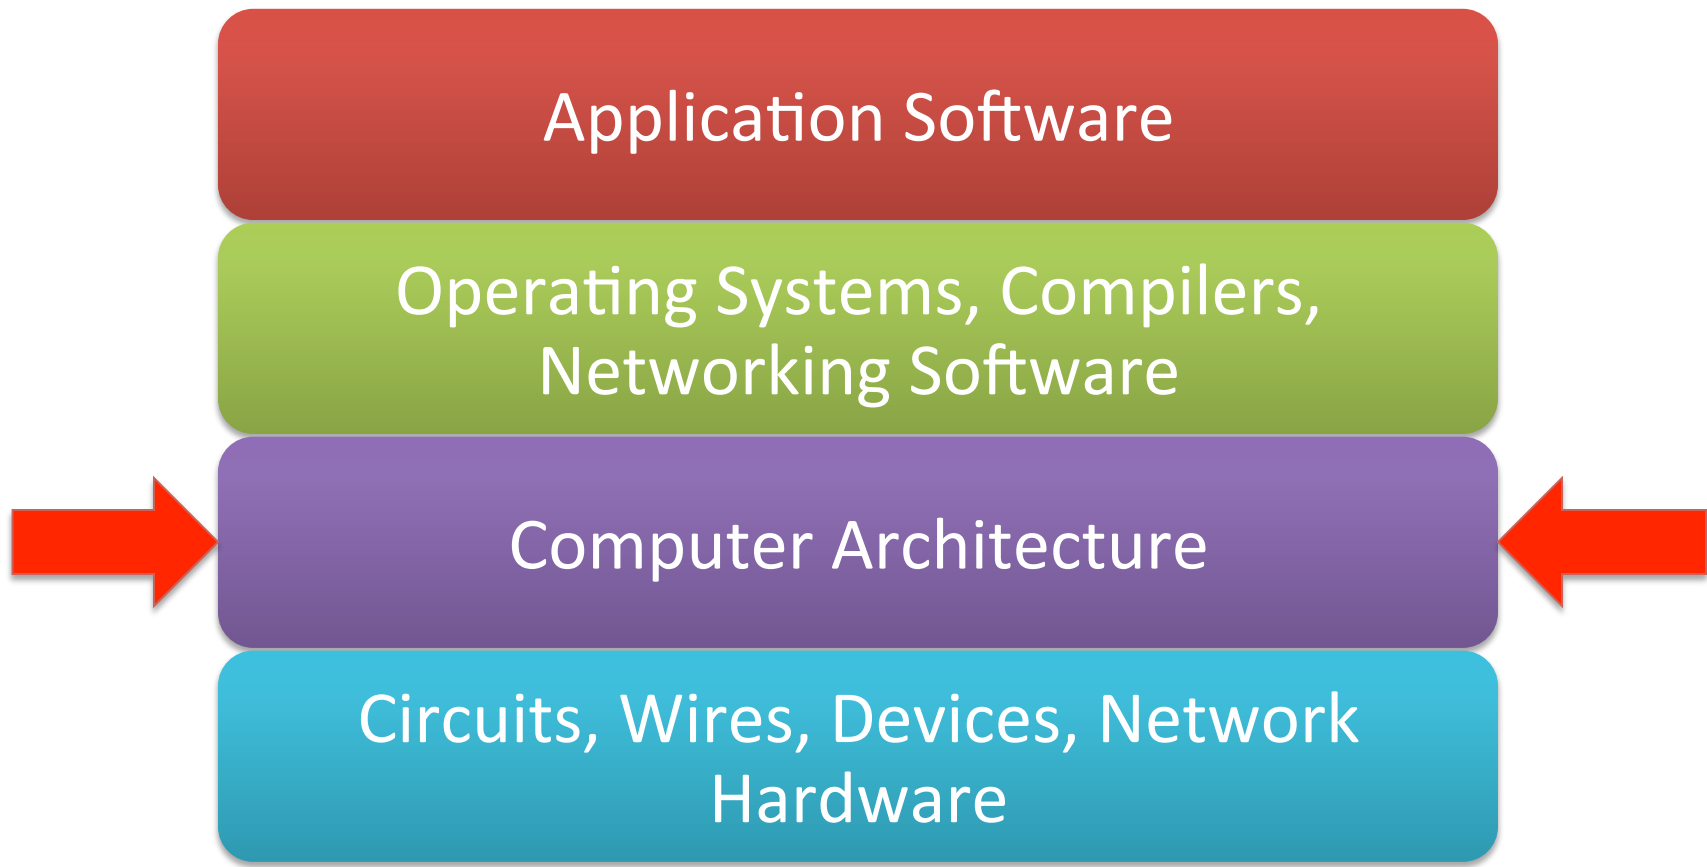 Application Software
Operating Systems, Compilers,
Networking Software
Computer Architecture
Circuits, Wires, Devices, Network
Hardware